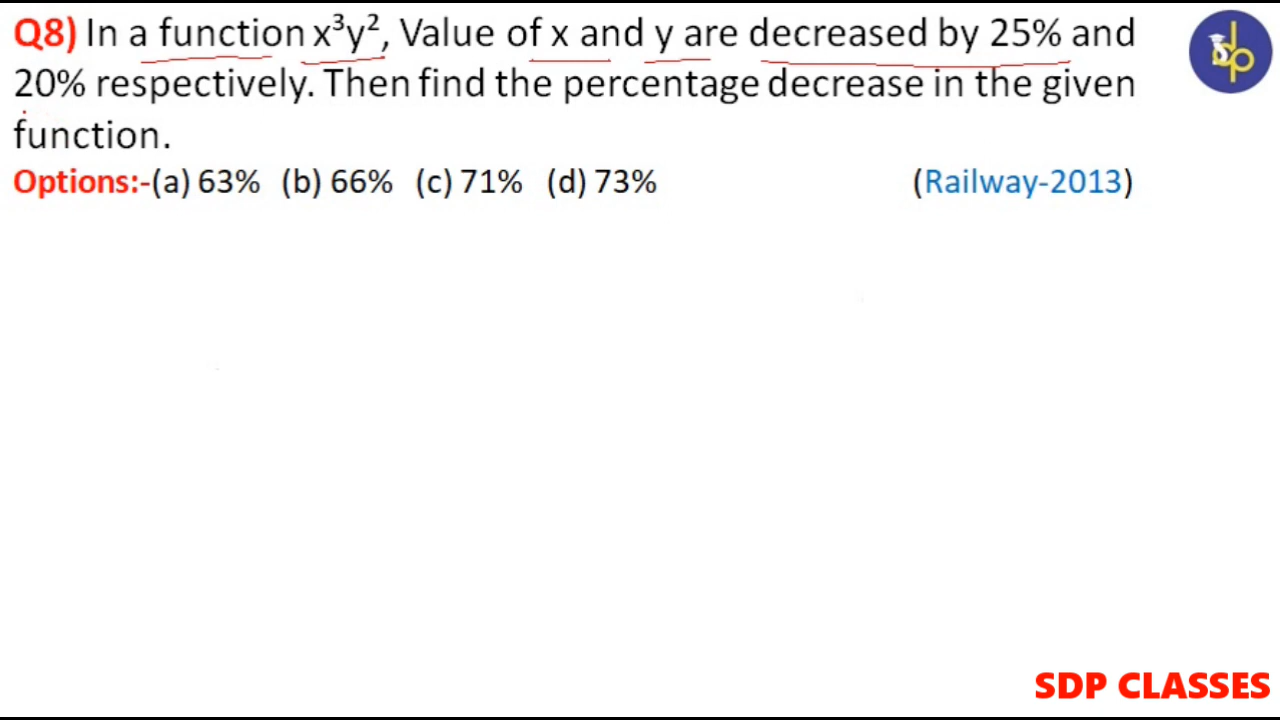 Q8) In a function x³y², Value of x and y are decreased by 25% and
20% respectively. Then find the percentage decrease in the given
function.
Options:-(a) 63% (b) 66% (c) 71% (d) 73% (Railway-2013)
SDP CLASSES